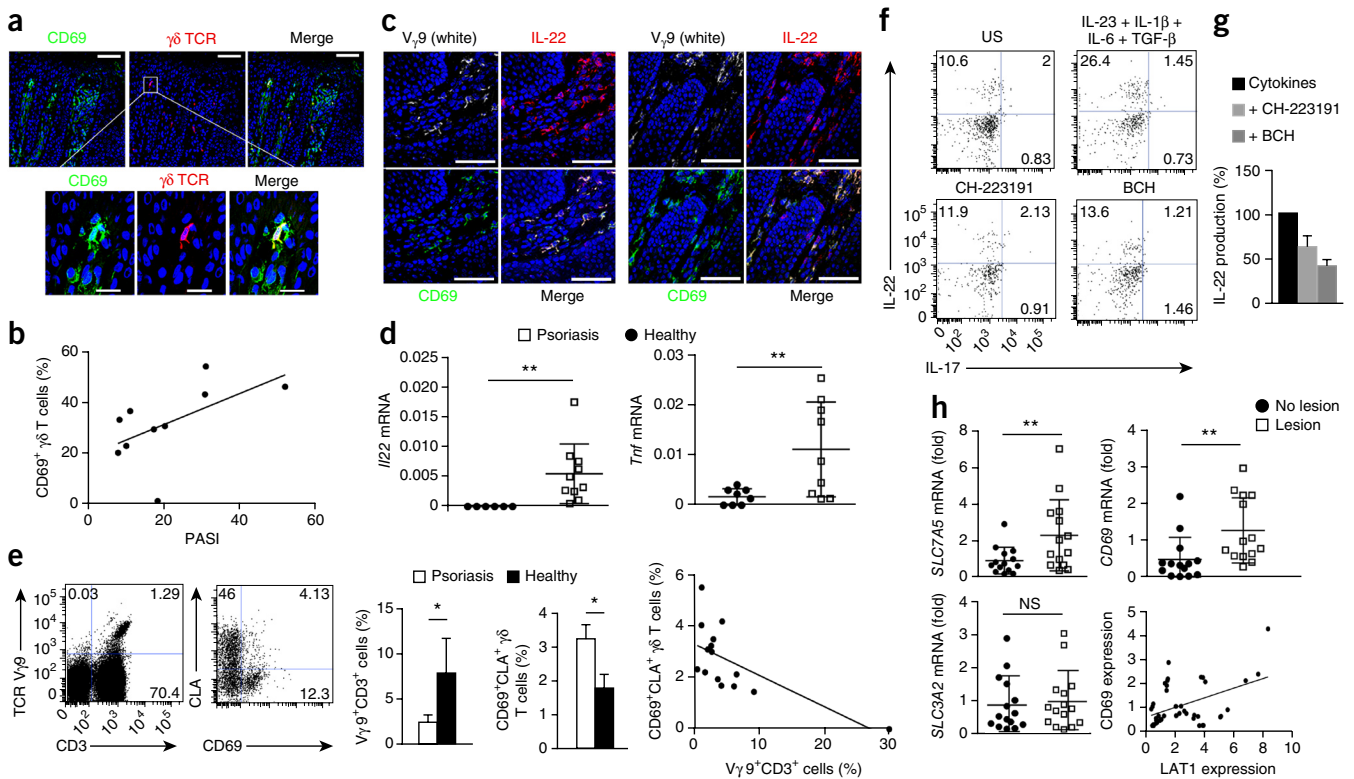 a
CD69
γδ TCR
Merge
CD69
γδ TCR
Merge
b
CD69⁺ γδ T cells (%)
60
40
20
0
0
20
40
60
PASI
c
Vγ9 (white)
IL-22
Vγ9 (white)
IL-22
CD69
Merge
CD69
Merge
d
Psoriasis
Healthy
Il22 mRNA
0.025
0.020
0.015
0.010
0.005
0
**
Tnf mRNA
0.03
0.02
0.01
0
**
e
TCR Vγ9
10⁵
10⁴
10³
10²
0
0.03
1.29
70.4
0
10²
10³
10⁴
10⁵
CD3
CLA
46
4.13
12.3
CD69
Psoriasis
Healthy
Vγ9⁺CD3⁺ cells (%)
15
10
5
0
*
CD69⁺CLA⁺ γδ
T cells (%)
4
3
2
1
0
*
CD69⁺CLA⁺ γδ T cells (%)
6
4
2
0
0
10
20
30
Vγ9⁺CD3⁺ cells (%)
f
US
IL-23 + IL-1β +
IL-6 + TGF-β
10.6
2
0.83
26.4
1.45
0.73
CH-223191
BCH
11.9
2.13
0.91
13.6
1.21
1.46
10⁵
10⁴
10³
10²
0
0
10²
10³
10⁴
10⁵
IL-22
IL-17
g
Cytokines
+ CH-223191
+ BCH
IL-22 production (%)
150
100
50
0
h
No lesion
Lesion
SLC7A5 mRNA (fold)
8
6
4
2
0
**
CD69 mRNA (fold)
4
3
2
1
0
**
SLC3A2 mRNA (fold)
4
3
2
1
0
NS
CD69 expression
5
4
3
2
1
0
0
2
4
6
8
10
LAT1 expression